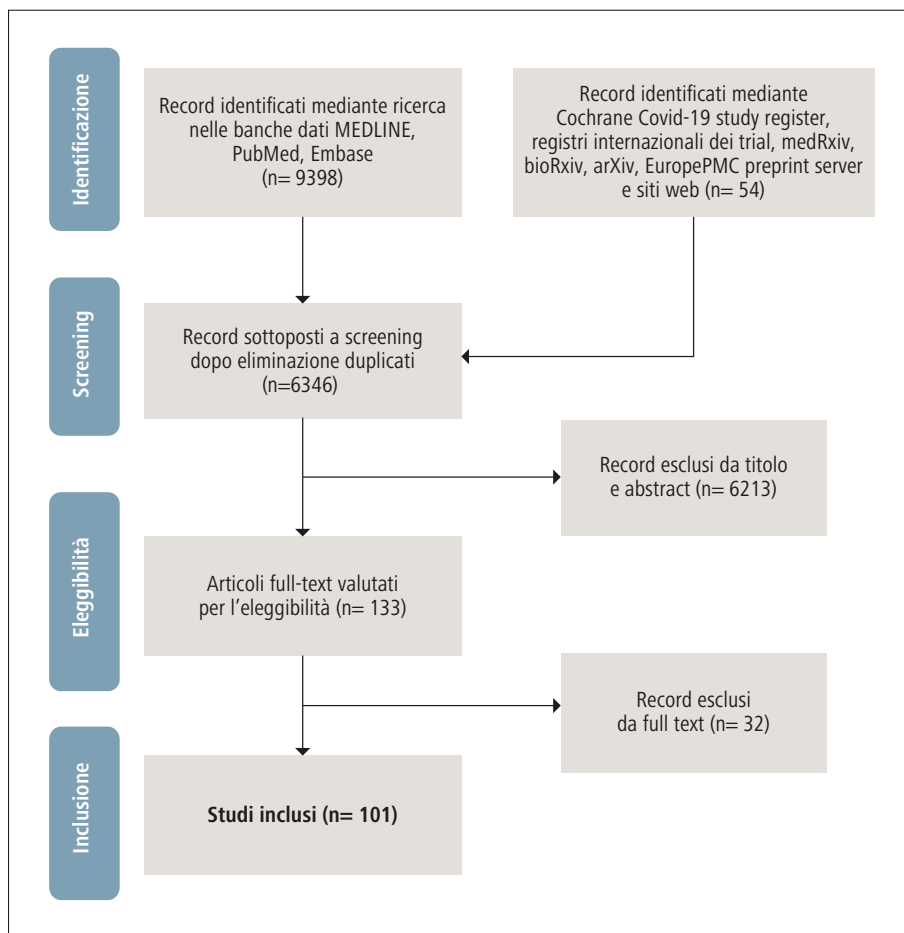 Identificazione
Record identificati mediante ricerca
nelle banche dati MEDLINE,
PubMed, Embase
(n= 9398)
Record identificati mediante
Cochrane Covid-19 study register,
registri internazionali dei trial, medRxiv,
bioRxiv, arXiv, EuropePMC preprint server
e siti web (n= 54)
Screening
Record sottoposti a screening
dopo eliminazione duplicati
(n=6346)
Record esclusi da titolo
e abstract (n= 6213)
Eleggibilità
Articoli full-text valutati
per l'eleggibilità (n= 133)
Record esclusi
da full text (n= 32)
Inclusione
Studi inclusi (n= 101)